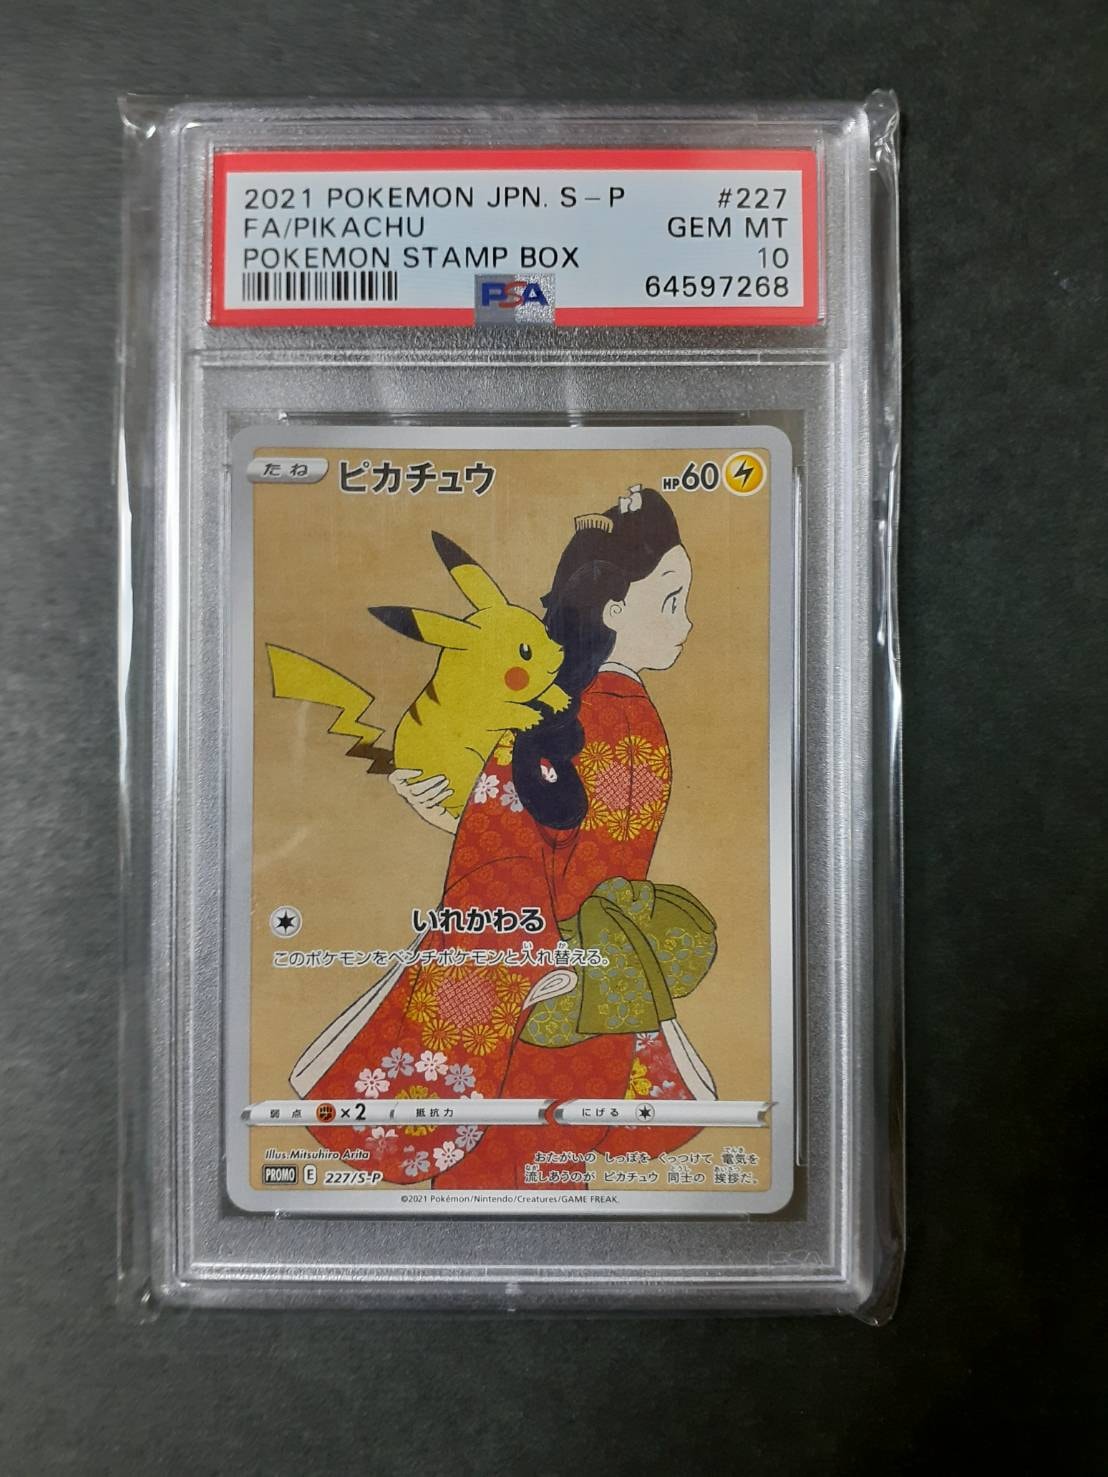 2021 POKEMON JPN. S-P #227
FA/PIKACHU GEM MT
POKEMON STAMP BOX 10
PSA 64597268
たね ピカチュウ HP60
いれかわる
このポケモンをベンチポケモンと入れ替える。
弱点 ×2 抵抗力 にげる
Illus.Mitsuhiro Arita
PROMO E 227/S-P
おたがいの しっぽを くっつけて 電気を
流しあうのが ピカチュウ 同士の 挨拶だ。
©2021 Pokémon/Nintendo/Creatures/GAME FREAK.